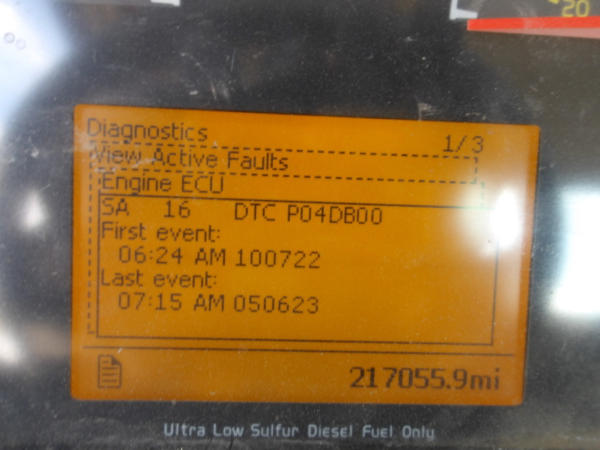 20
Diagnostics 1/3
View Active Faults
Engine ECU
SA 16 DTC P04DB00
First event:
06:24 AM 100722
Last event:
07:15 AM 050623
217055.9mi
Ultra Low Sulfur Diesel Fuel Only